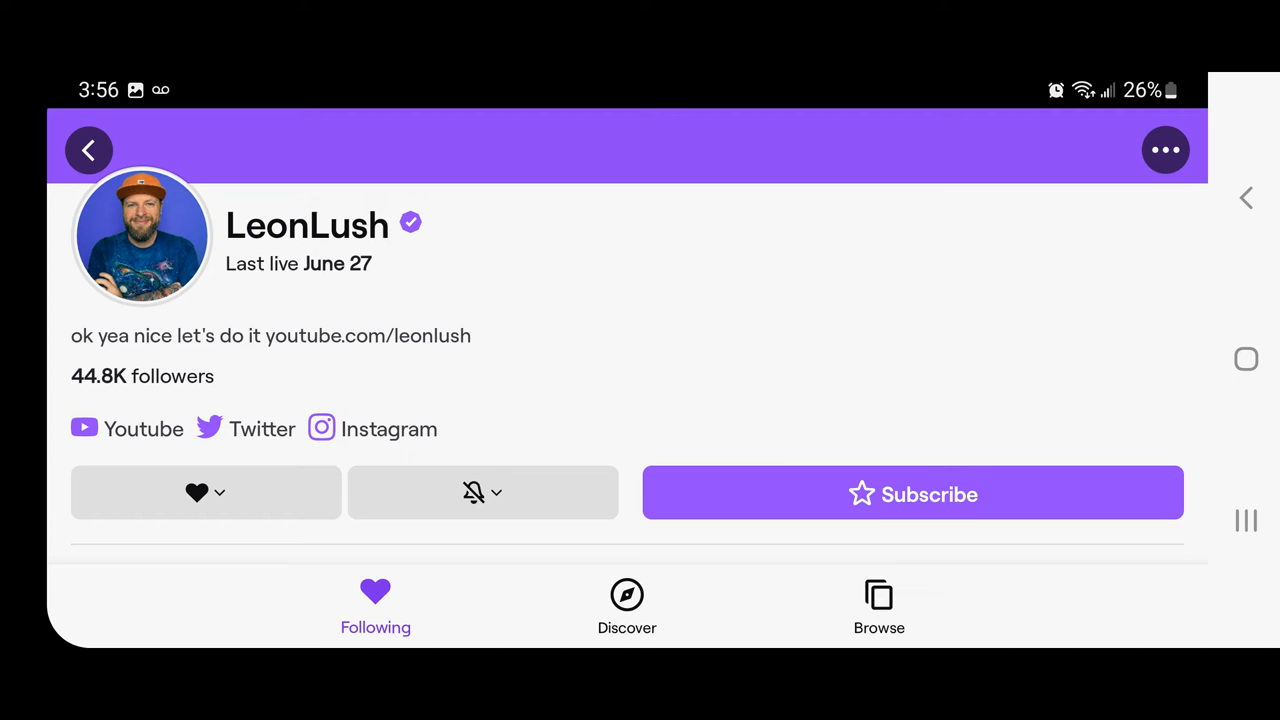 3:56 26%
LeonLush
Last live June 27
ok yea nice let's do it youtube.com/leonlush
44.8K followers
Youtube Twitter Instagram
Subscribe
Following Discover Browse